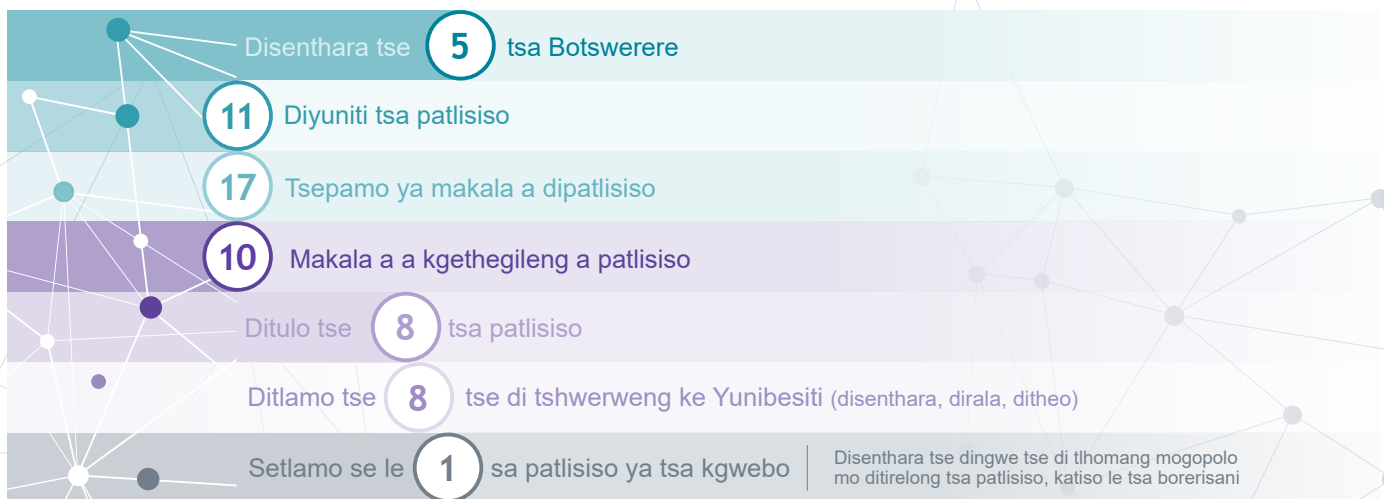 Disenthara tse 5 tsa Botswerere
11 Diyuniti tsa patlisiso
17 Tsepamo ya makala a dipatlisiso
10 Makala a a kgethegileng a patlisiso
Ditulo tse 8 tsa patlisiso
Ditlamo tse 8 tse di tshwerweng ke Yunibesiti (disenthara, dirala, ditheo)
Setlamo se le 1 sa patlisiso ya tsa kgwebo
Disenthara tse dingwe tse di tlhomang mogopolo
mo ditirelong tsa patlisiso, katiso le tsa borerisani